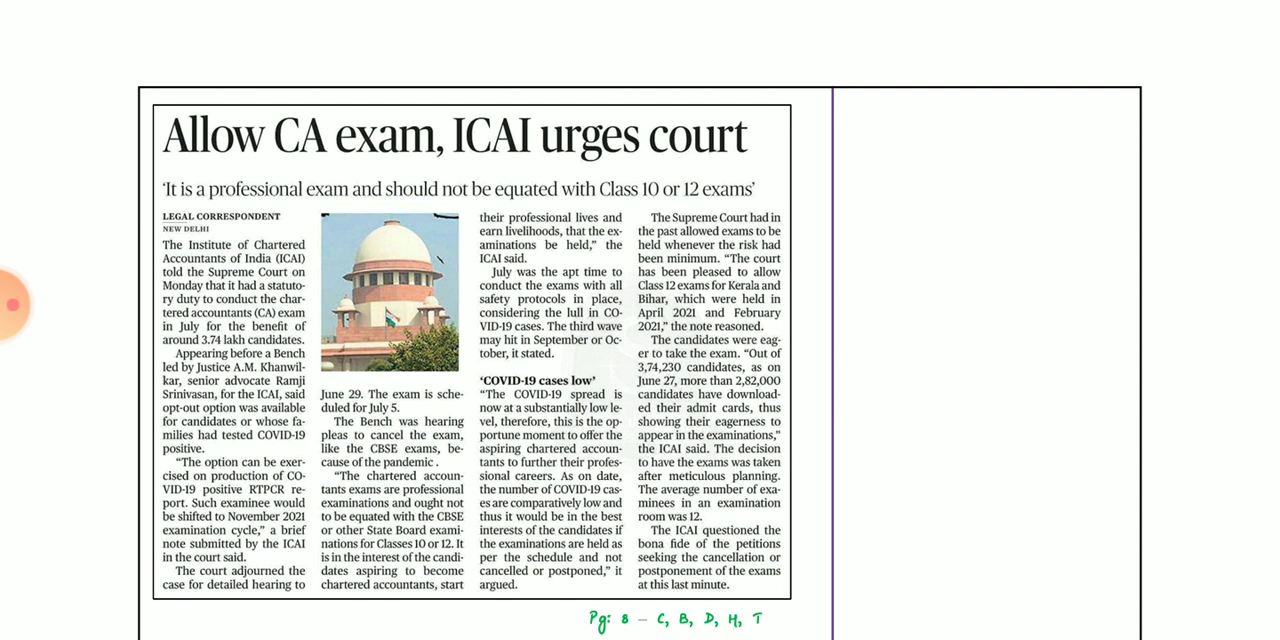 Allow CA exam, ICAI urges court
‘It is a professional exam and should not be equated with Class 10 or 12 exams’
LEGAL CORRESPONDENT
NEW DELHI
The Institute of Chartered
Accountants of India (ICAI)
told the Supreme Court on
Monday that it had a statuto-
ry duty to conduct the char-
tered accountants (CA) exam
in July for the benefit of
around 3.74 lakh candidates.
Appearing before a Bench
led by Justice A.M. Khanwil-
kar, senior advocate Ramji
Srinivasan, for the ICAI, said
opt-out option was available
for candidates or whose fa-
milies had tested COVID-19
positive.
“The option can be exer-
cised on production of CO-
VID-19 positive RTPCR re-
port. Such examinee would
be shifted to November 2021
examination cycle,” a brief
note submitted by the ICAI
in the court said.
The court adjourned the
case for detailed hearing to
June 29. The exam is sche-
duled for July 5.
The Bench was hearing
pleas to cancel the exam,
like the CBSE exams, be-
cause of the pandemic .
“The chartered accoun-
tants exams are professional
examinations and ought not
to be equated with the CBSE
or other State Board exami-
nations for Classes 10 or 12. It
is in the interest of the candi-
dates aspiring to become
chartered accountants, start
their professional lives and
earn livelihoods, that the ex-
aminations be held,” the
ICAI said.
July was the apt time to
conduct the exams with all
safety protocols in place,
considering the lull in CO-
VID-19 cases. The third wave
may hit in September or Oc-
tober, it stated.
‘COVID-19 cases low’
“The COVID-19 spread is
now at a substantially low le-
vel, therefore, this is the op-
portune moment to offer the
aspiring chartered accoun-
tants to further their profes-
sional careers. As on date,
the number of COVID-19 cas-
es are comparatively low and
thus it would be in the best
interests of the candidates if
the examinations are held as
per the schedule and not
cancelled or postponed,” it
argued.
The Supreme Court had in
the past allowed exams to be
held whenever the risk had
been minimum. “The court
has been pleased to allow
Class 12 exams for Kerala and
Bihar, which were held in
April 2021 and February
2021,” the note reasoned.
The candidates were eag-
er to take the exam. “Out of
3,74,230 candidates, as on
June 27, more than 2,82,000
candidates have download-
ed their admit cards, thus
showing their eagerness to
appear in the examinations,”
the ICAI said. The decision
to have the exams was taken
after meticulous planning.
The average number of exa-
minees in an examination
room was 12.
The ICAI questioned the
bona fide of the petitions
seeking the cancellation or
postponement of the exams
at this last minute.
Pg: 8 – C, B, D, H, T